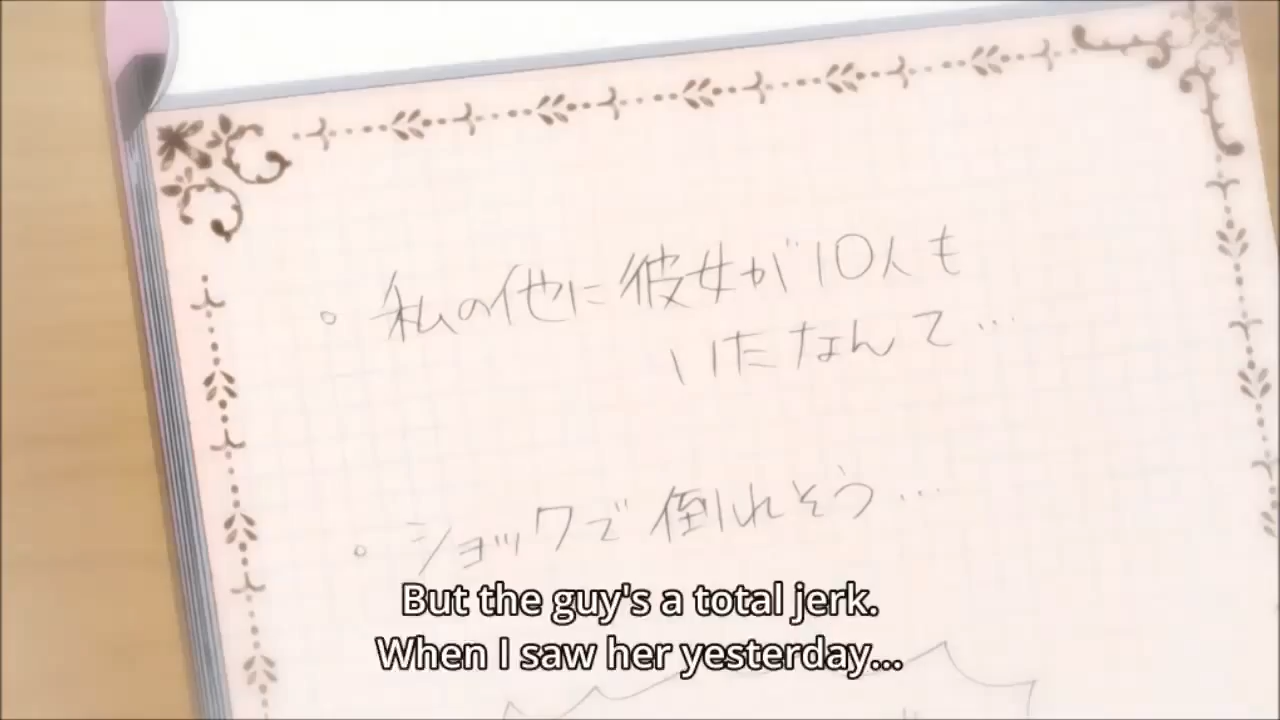 。私の他に彼女が10人も
いたなんて…
。ショックで倒れそう…
But the guy's a total jerk.
When I saw her yesterday...